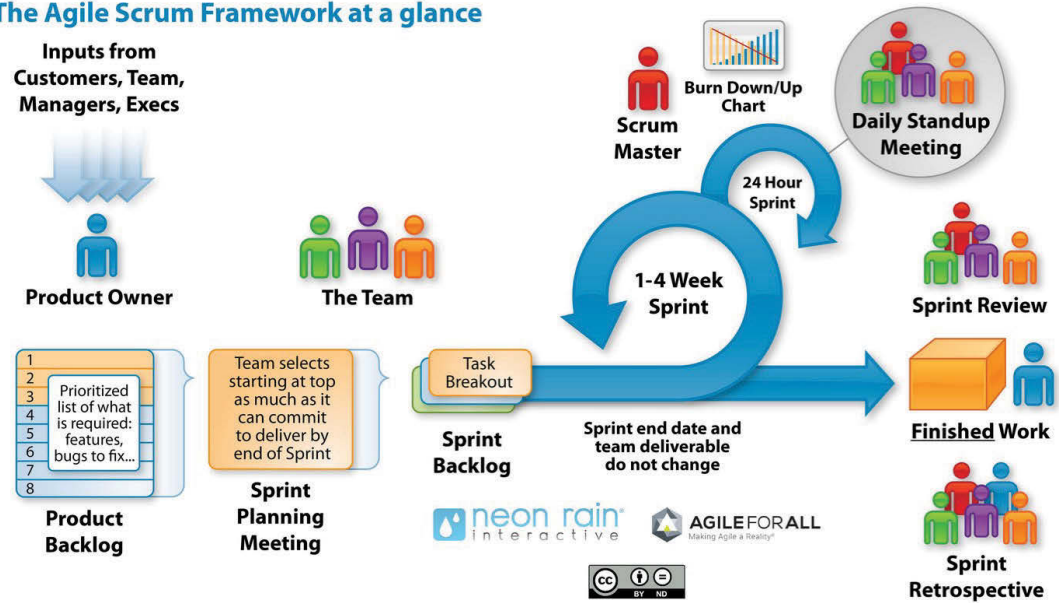 The Agile Scrum Framework at a glance
Inputs from
Customers, Team,
Managers, Execs
Product Owner
The Team
Scrum
Master
Burn Down/Up
Chart
Daily Standup
Meeting
24 Hour
Sprint
1-4 Week
Sprint
Sprint Review
1
2
3
4
5
6
7
8
Prioritized
list of what
is required:
features,
bugs to fix...
Product
Backlog
Team selects
starting at top
as much as it
can commit
to deliver by
end of Sprint
Sprint
Planning
Meeting
Task
Breakout
Sprint
Backlog
Sprint end date and
team deliverable
do not change
Finished Work
Sprint
Retrospective
neon rain®
interactive
AGILEFORALL
Making Agile a Reality®
cc
BY ND